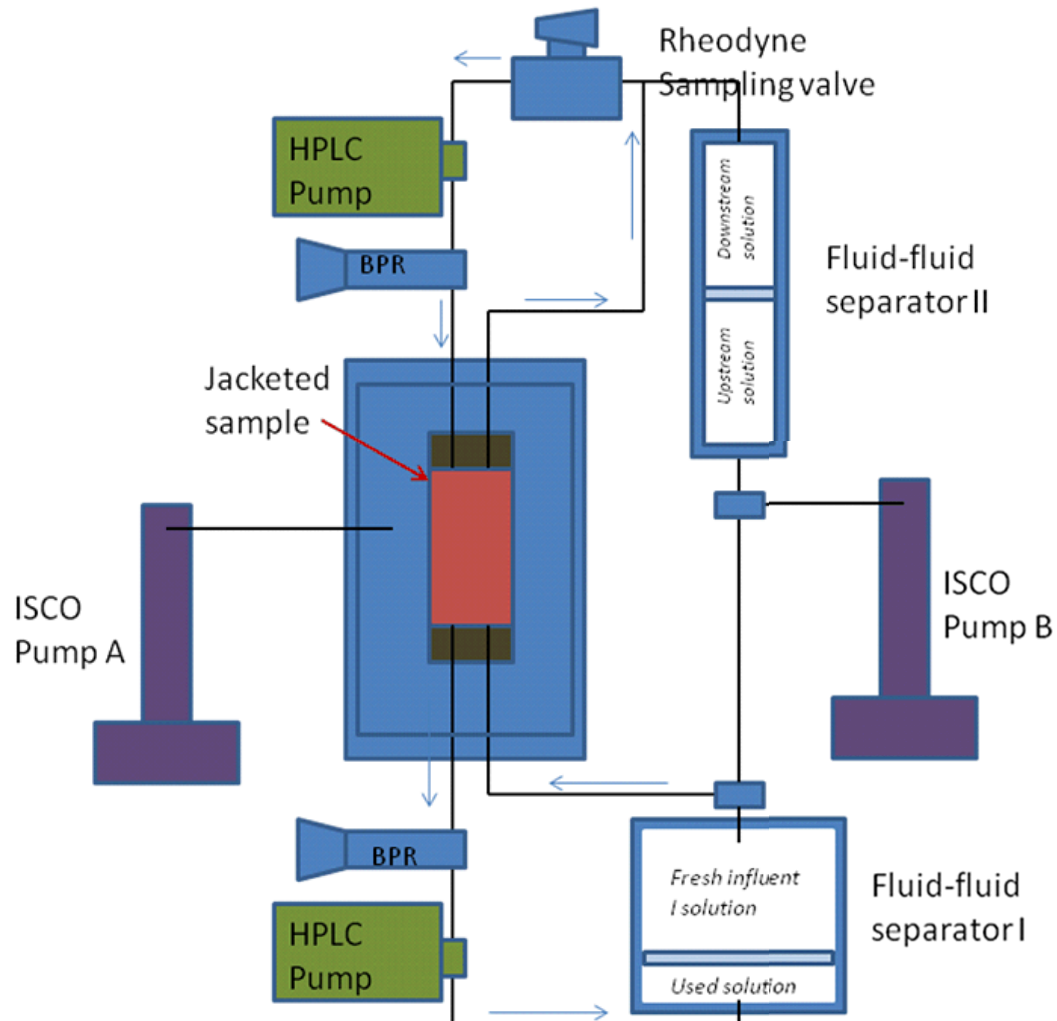 Rheodyne
Sampling valve
HPLC
Pump
BPR
Downstream
solution
Upstream
solution
Fluid-fluid
separator II
Jacketed
sample
ISCO
Pump A
ISCO
Pump B
BPR
HPLC
Pump
Fresh influent
I solution
Used solution
Fluid-fluid
separator I